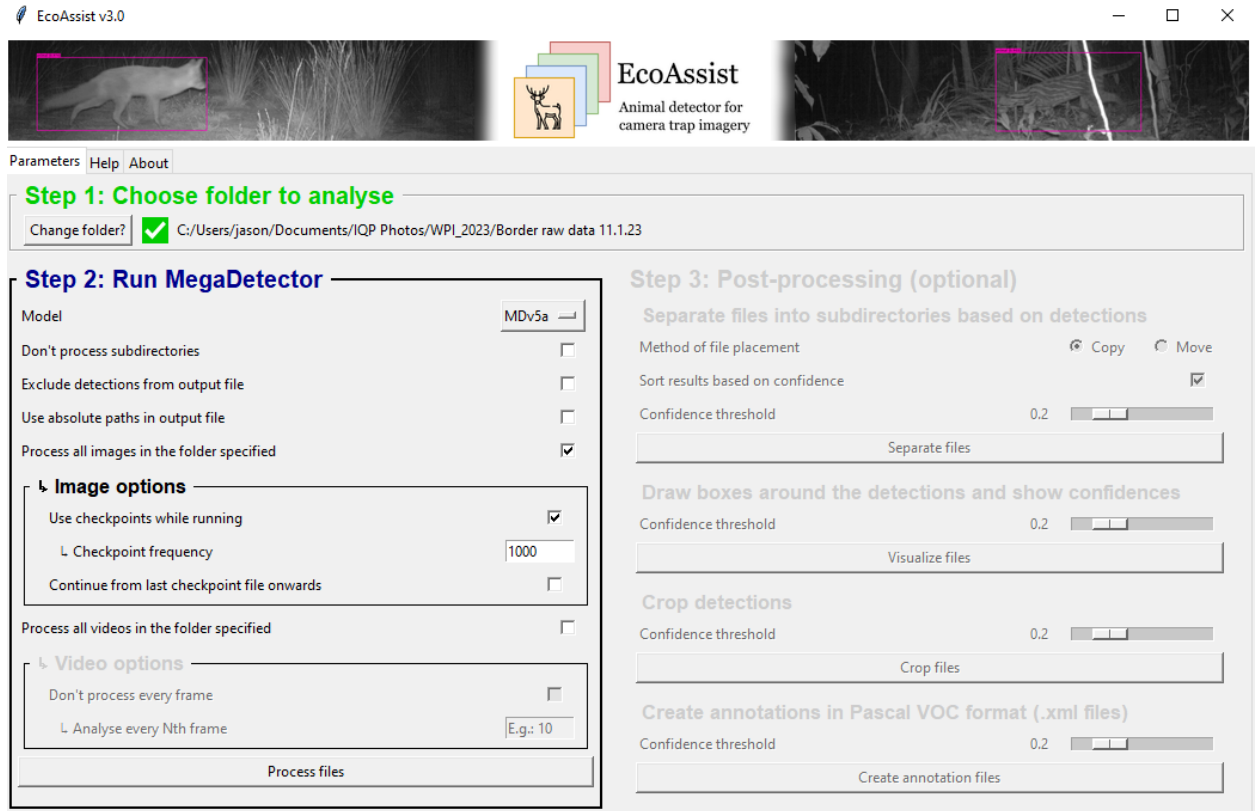 EcoAssist v3.0
EcoAssist
Animal detector for
camera trap imagery
Parameters Help About
Step 1: Choose folder to analyse
Change folder? C:/Users/jason/Documents/IQP Photos/WPI_2023/Border raw data 11.1.23
Step 2: Run MegaDetector
Model MDv5a
Don't process subdirectories
Exclude detections from output file
Use absolute paths in output file
Process all images in the folder specified
↳ Image options
Use checkpoints while running
└ Checkpoint frequency 1000
Continue from last checkpoint file onwards
Process all videos in the folder specified
↳ Video options
Don't process every frame
└ Analyse every Nth frame E.g.: 10
Process files
Step 3: Post-processing (optional)
Separate files into subdirectories based on detections
Method of file placement Copy Move
Sort results based on confidence
Confidence threshold 0.2
Separate files
Draw boxes around the detections and show confidences
Confidence threshold 0.2
Visualize files
Crop detections
Confidence threshold 0.2
Crop files
Create annotations in Pascal VOC format (.xml files)
Confidence threshold 0.2
Create annotation files